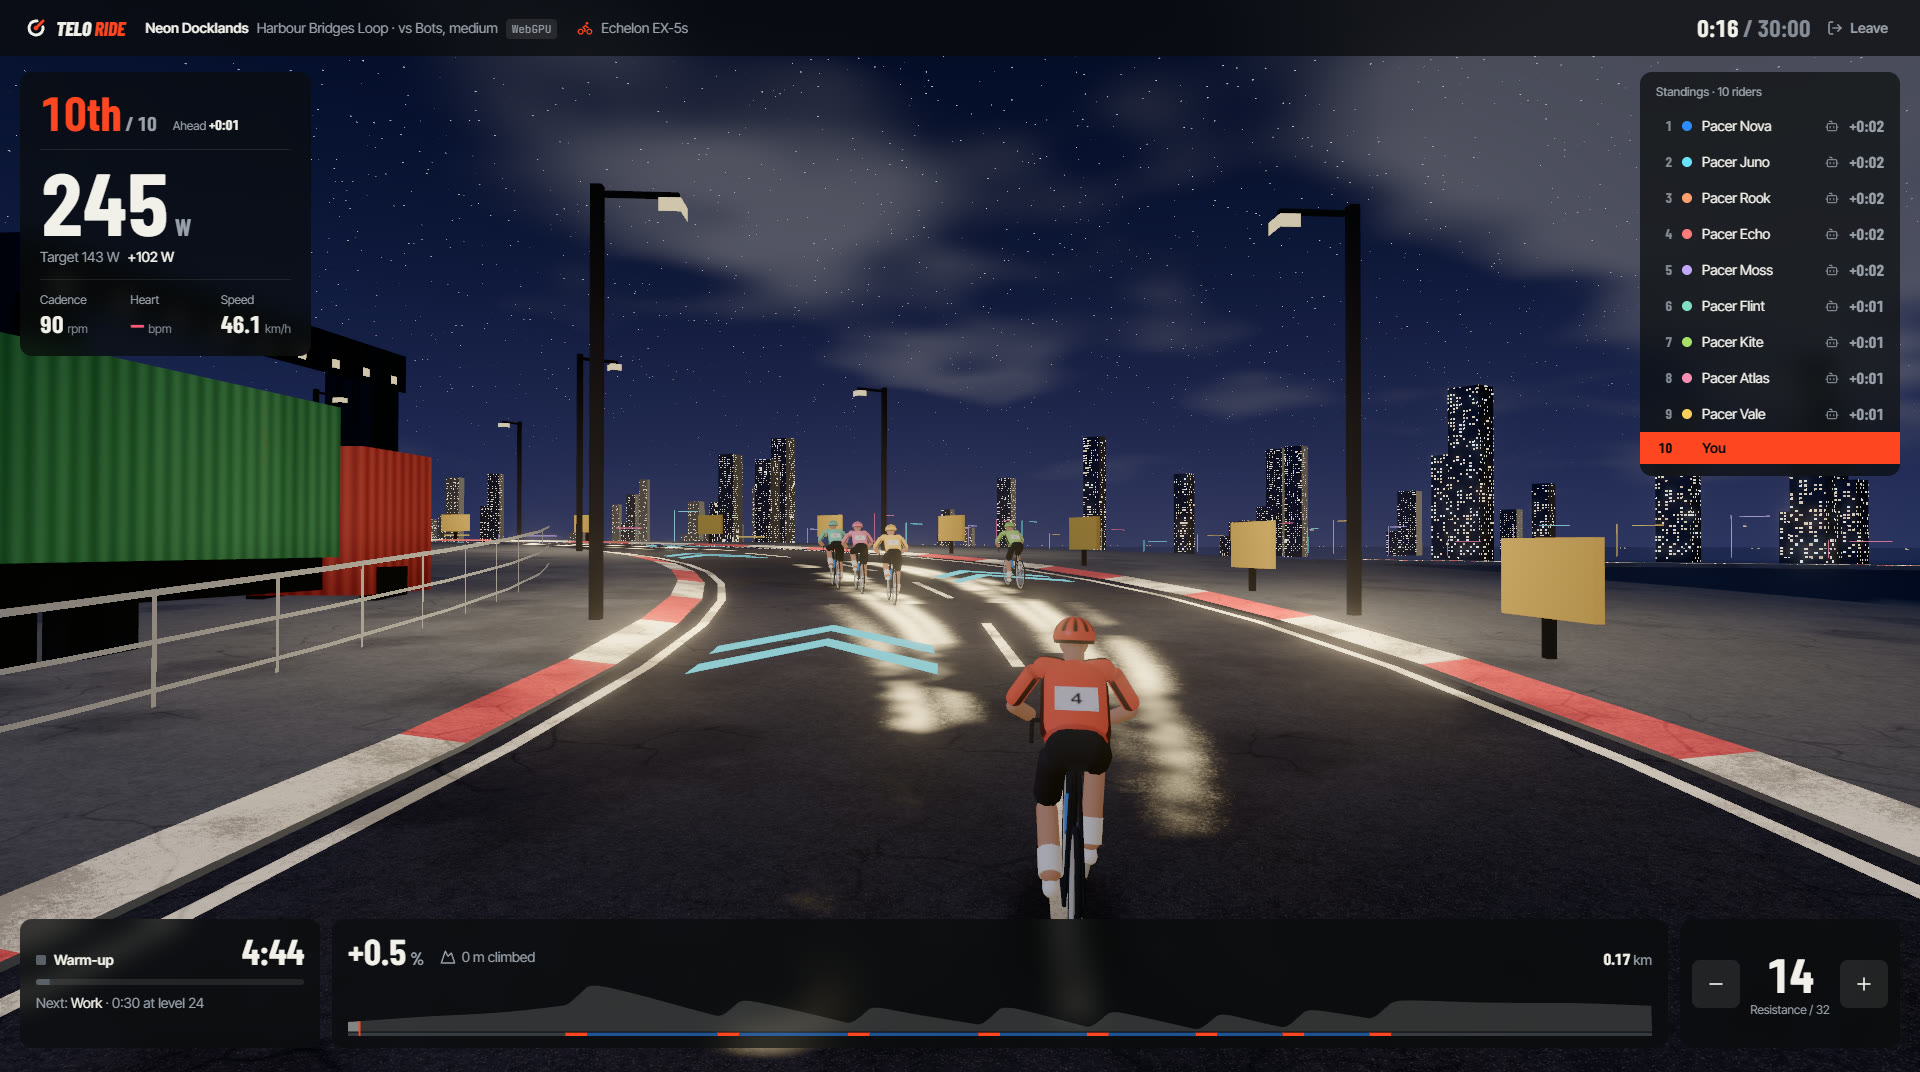 TELO RIDE Neon Docklands Harbour Bridges Loop · vs Bots, medium WebGPU Echelon EX-5s 0:16 / 30:00 Leave
10th / 10 Ahead +0:01
245 W
Target 143 W +102 W
Cadence Heart Speed
90 rpm — bpm 46.1 km/h
Standings · 10 riders
1 Pacer Nova +0:02
2 Pacer Juno +0:02
3 Pacer Rook +0:02
4 Pacer Echo +0:02
5 Pacer Moss +0:02
6 Pacer Flint +0:01
7 Pacer Kite +0:01
8 Pacer Atlas +0:01
9 Pacer Vale +0:01
10 You
4
Warm-up 4:44
Next: Work · 0:30 at level 24
+0.5 % 0 m climbed 0.17 km
− 14 +
Resistance / 32